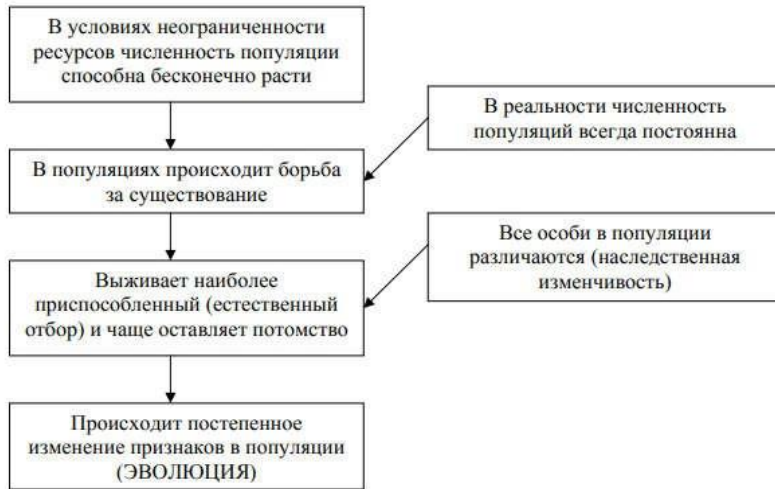 В условиях неограниченности
ресурсов численность популяции
способна бесконечно расти
В реальности численность
популяций всегда постоянна
В популяциях происходит борьба
за существование
Все особи в популяции
различаются (наследственная
изменчивость)
Выживает наиболее
приспособленный (естественный
отбор) и чаще оставляет потомство
Происходит постепенное
изменение признаков в популяции
(ЭВОЛЮЦИЯ)